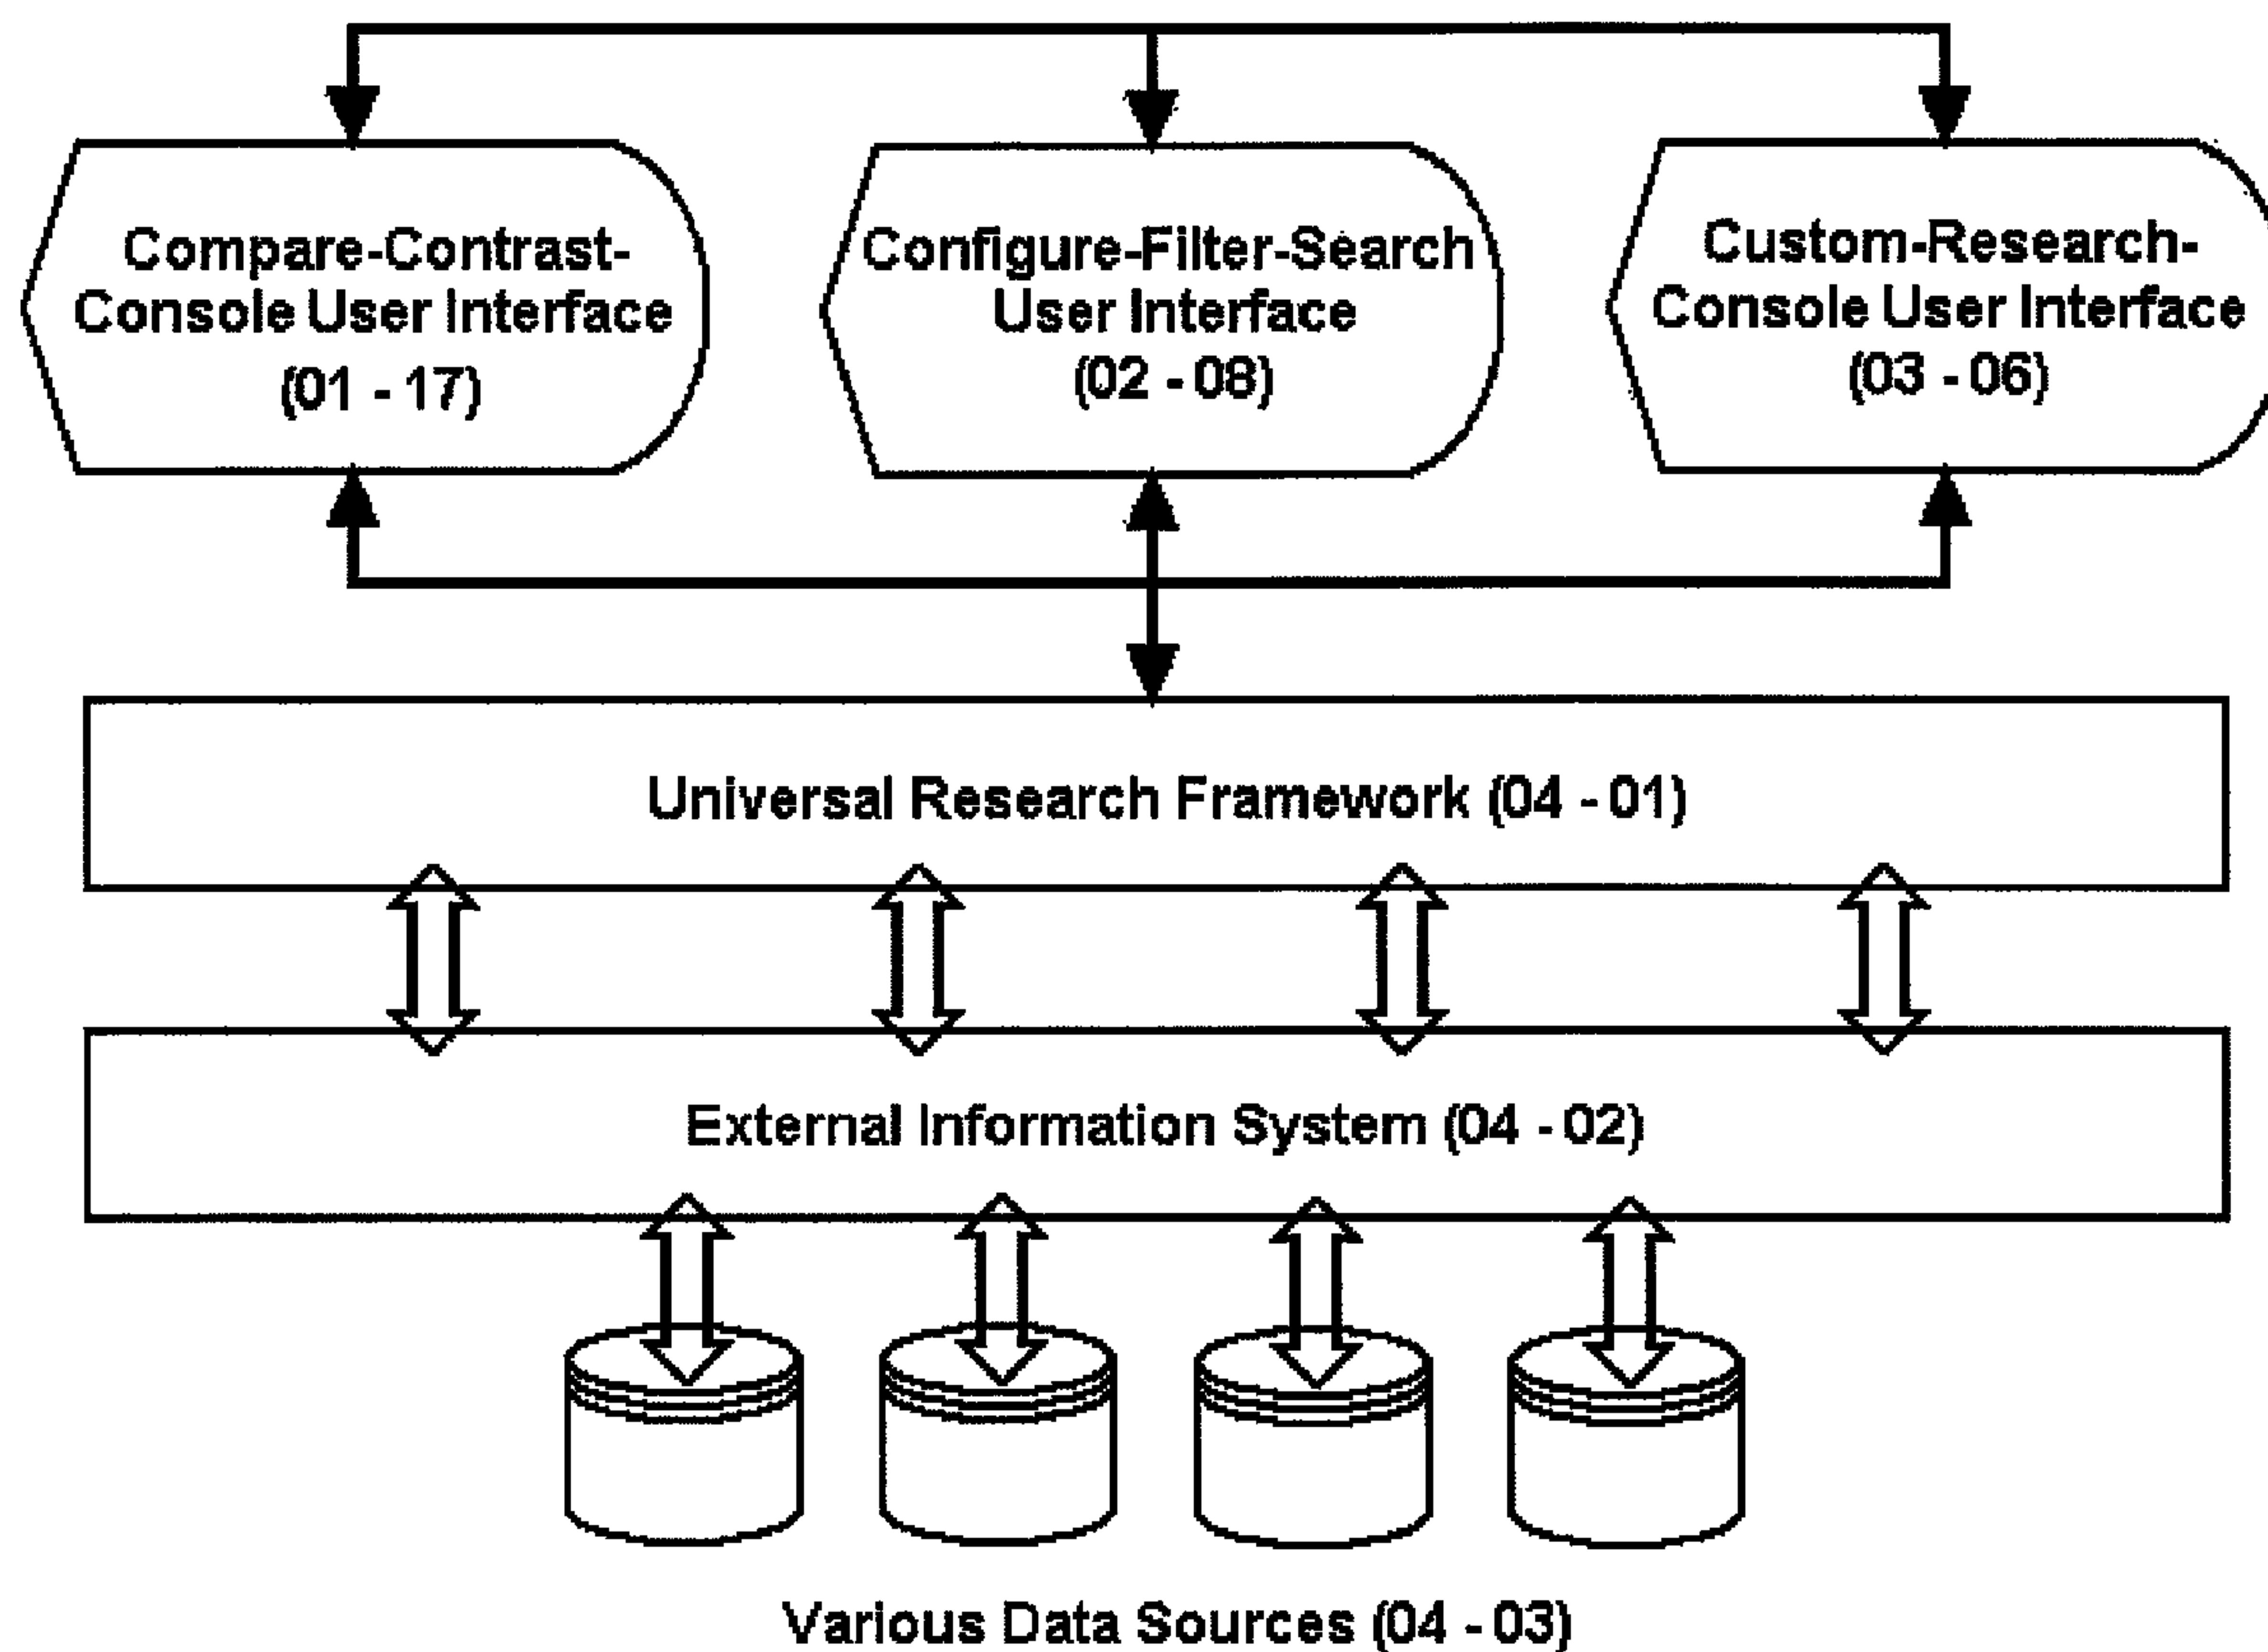 Compare-Contrast-
Console User Interface
(01 - 17)
Configure-Filter-Search
User Interface
(02 - 08)
Custom-Research-
Console User Interface
(03 - 06)
Universal Research Framework (04 - 01)
External Information System (04 - 02)
Various Data Sources (04 - 03)